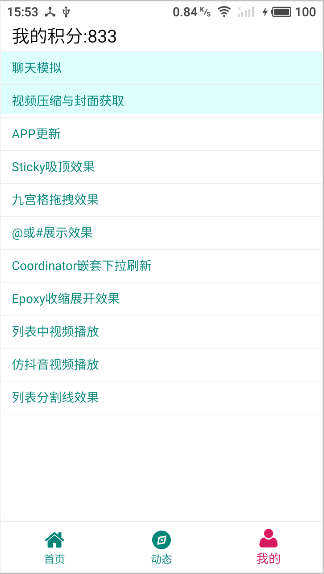 15:53 0.84 K/s 100
我的积分:833
聊天模拟
视频压缩与封面获取
APP更新
Sticky吸顶效果
九宫格拖拽效果
@或#展示效果
Coordinator嵌套下拉刷新
Epoxy收缩展开效果
列表中视频播放
仿抖音视频播放
列表分割线效果
首页 动态 我的